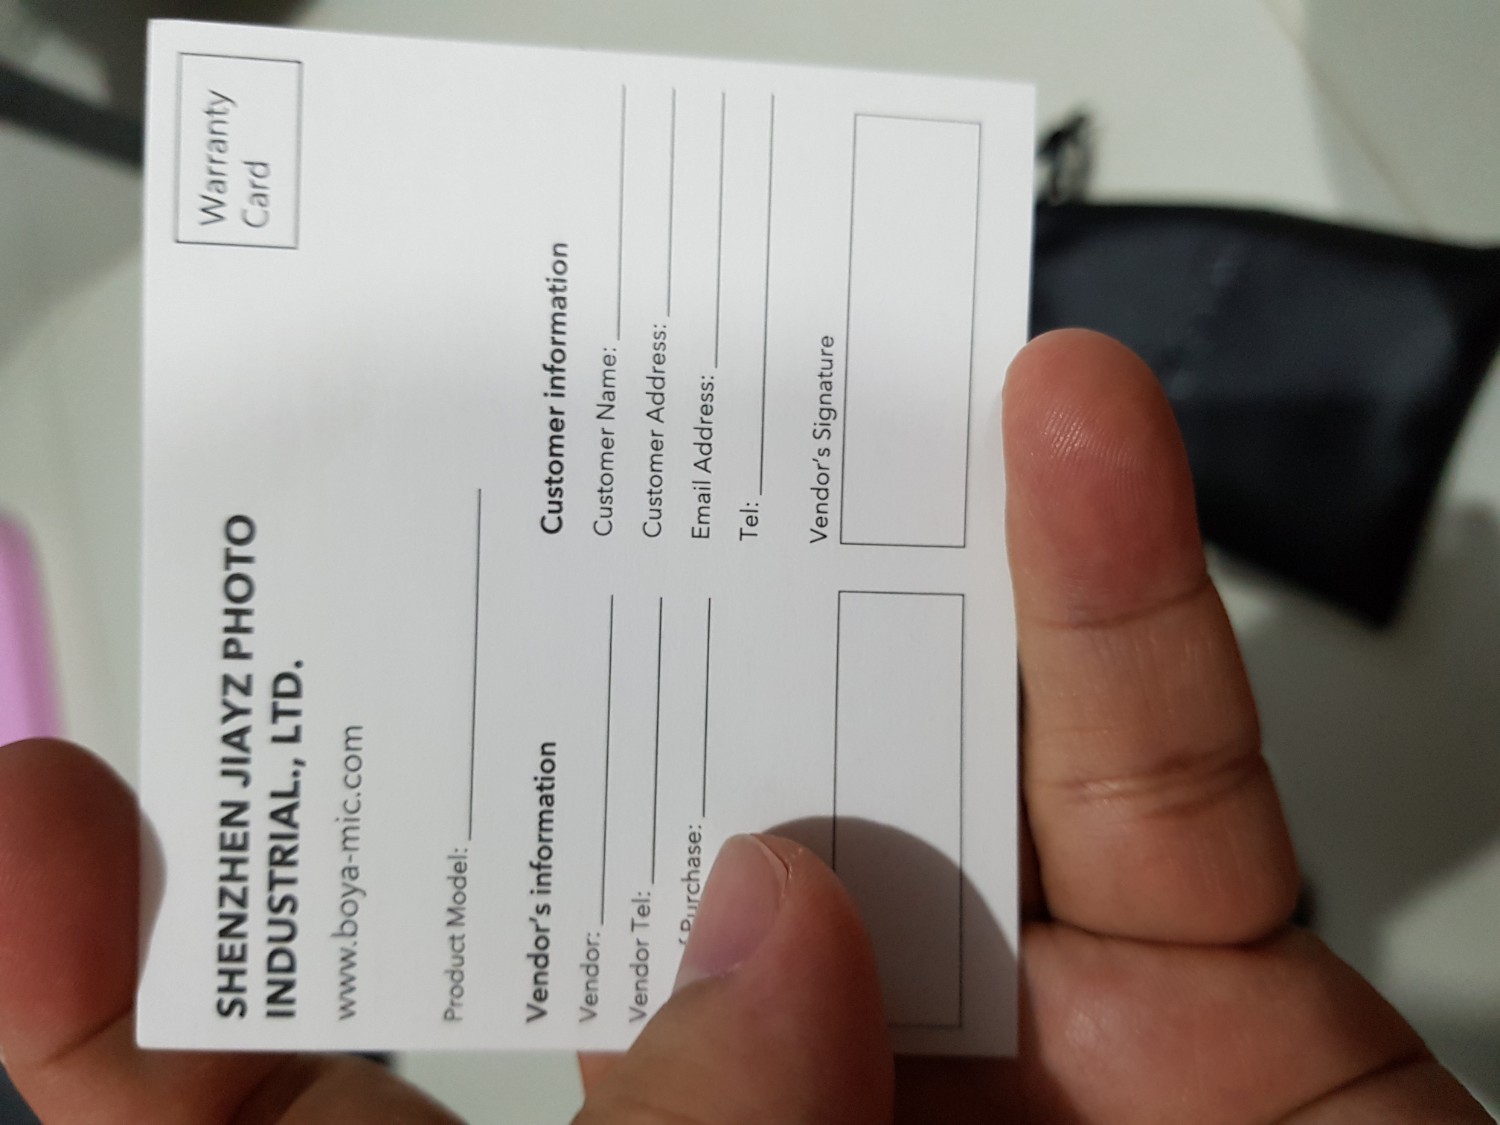 SHENZHEN JIAYZ PHOTO
INDUSTRIAL., LTD.
www.boya-mic.com
Warranty
Card
Product Model:
Vendor's information
Vendor:
Vendor Tel:
Purchase:
Customer information
Customer Name:
Customer Address:
Email Address:
Tel:
Vendor's Signature